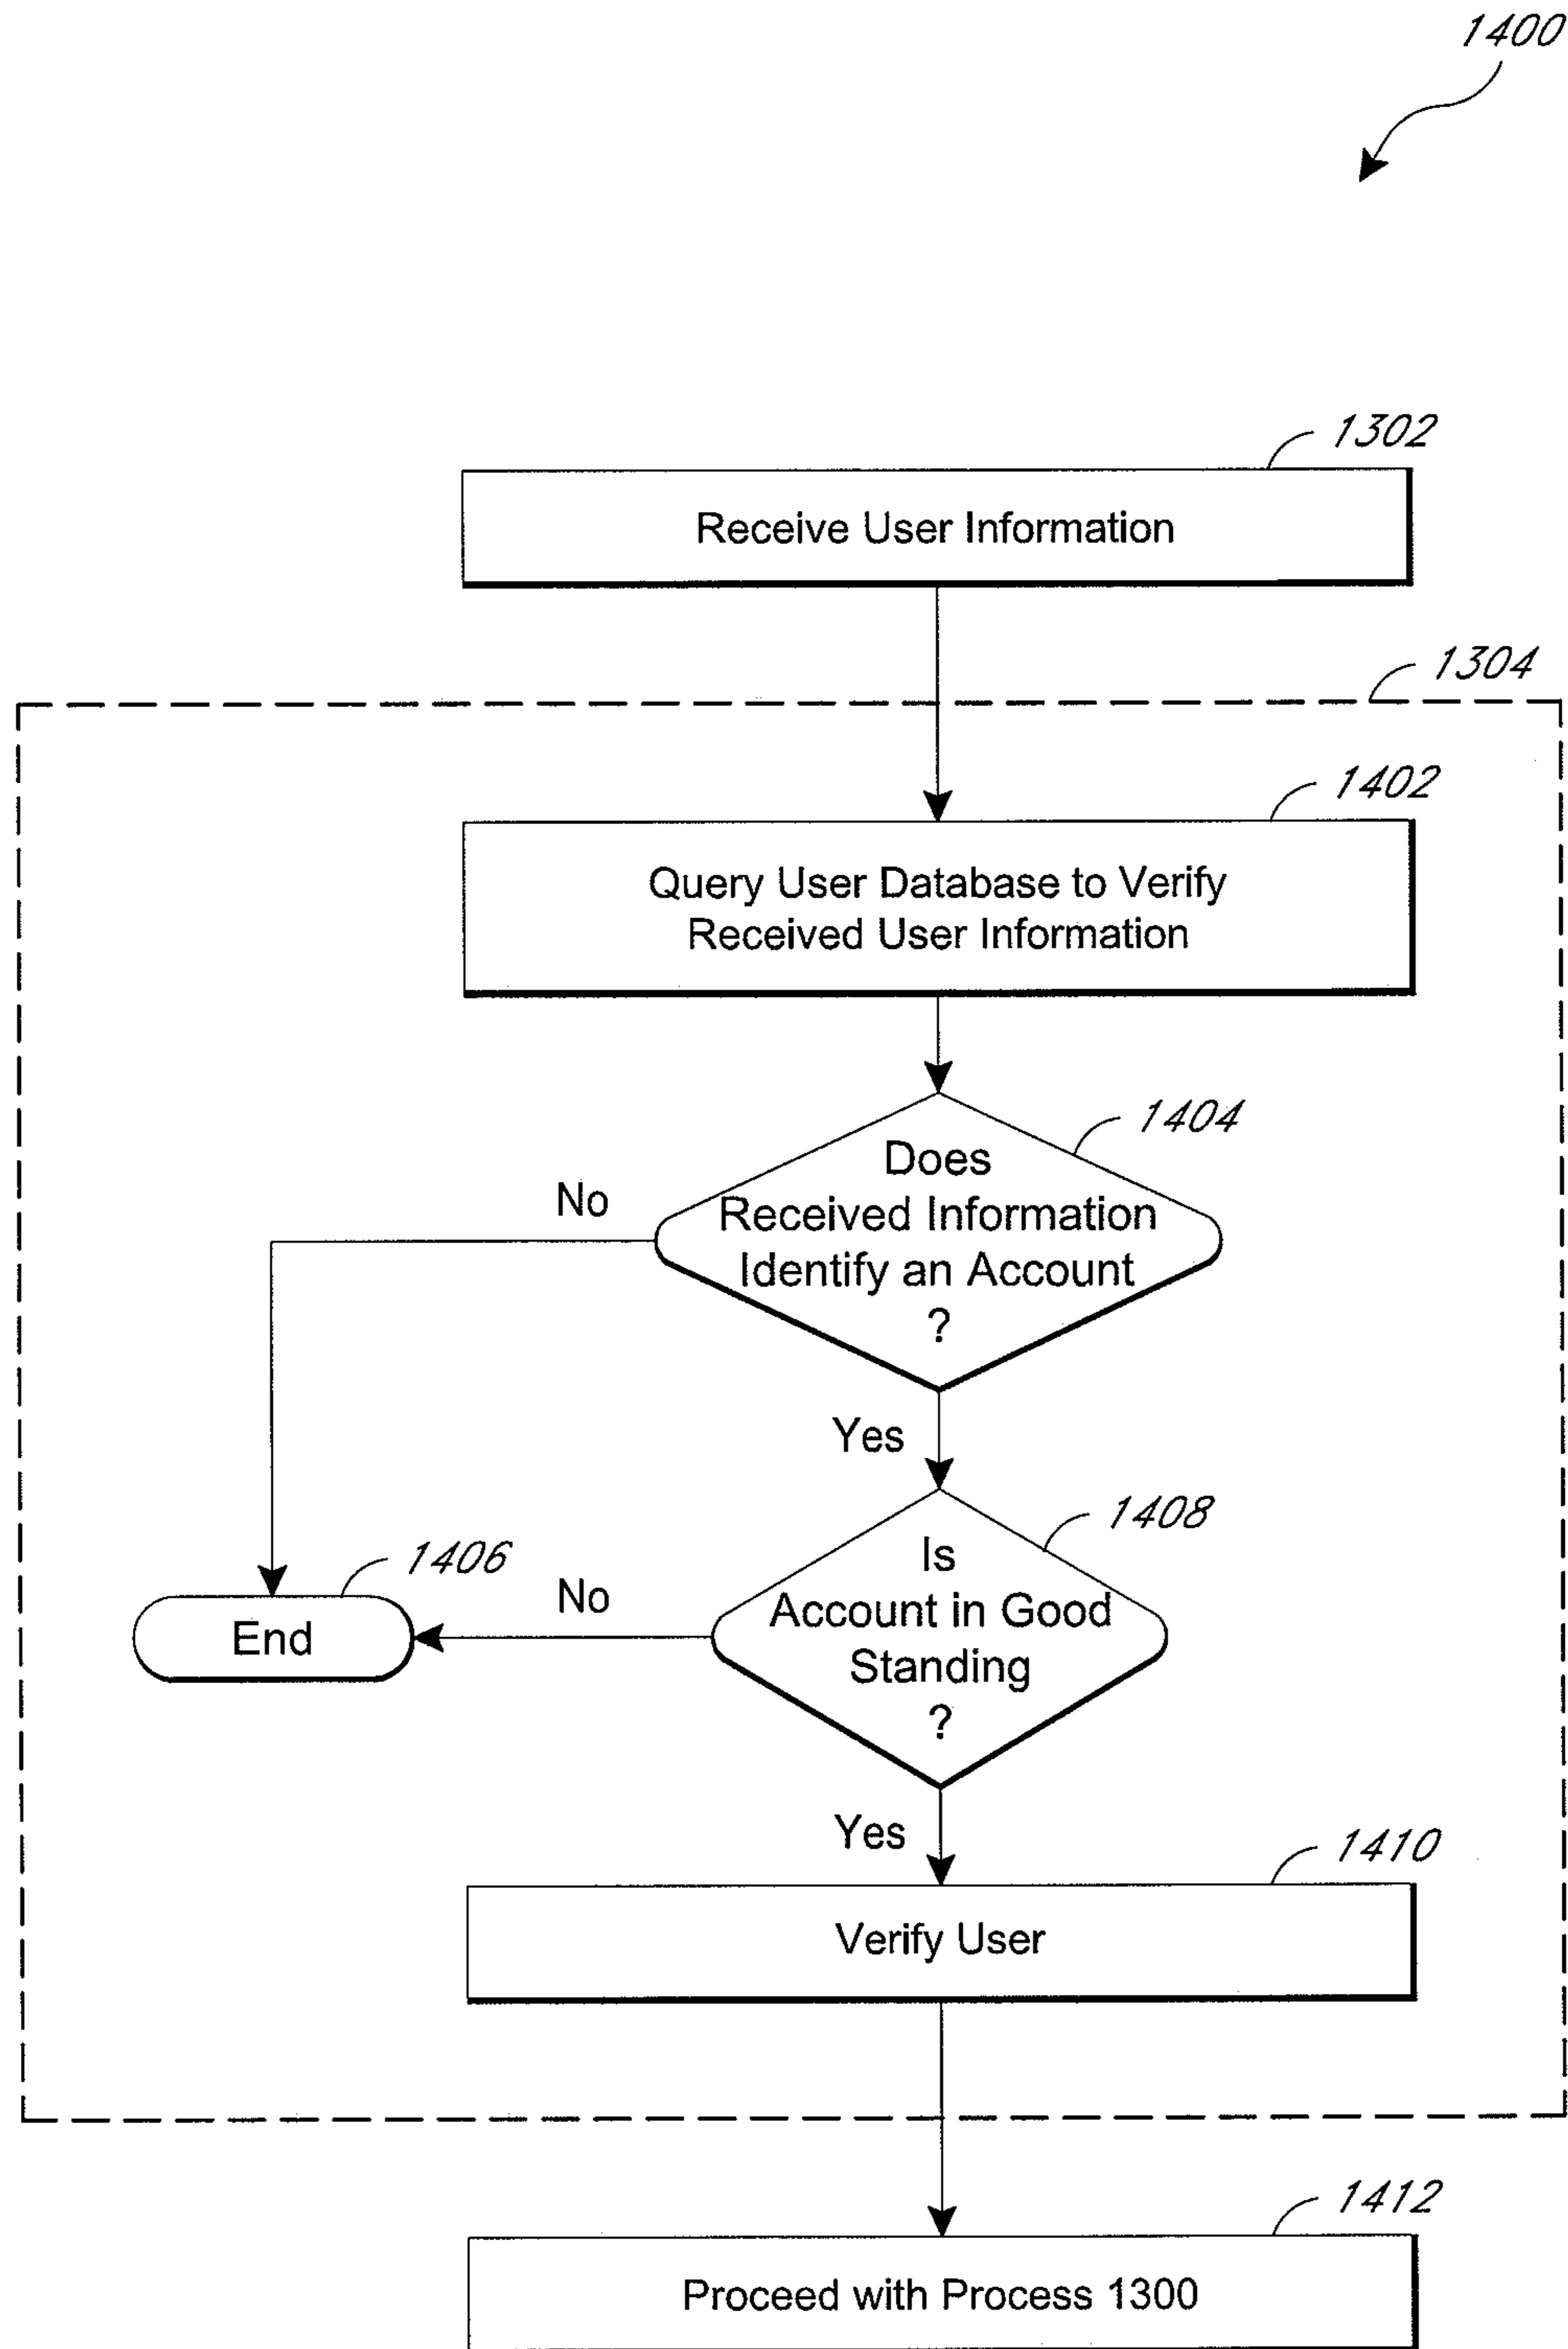 1400
1302
Receive User Information
1304
1402
Query User Database to Verify
Received User Information
1404
Does
Received Information
Identify an Account
?
No
Yes
1408
Is
Account in Good
Standing
?
No
1406
End
Yes
1410
Verify User
1412
Proceed with Process 1300